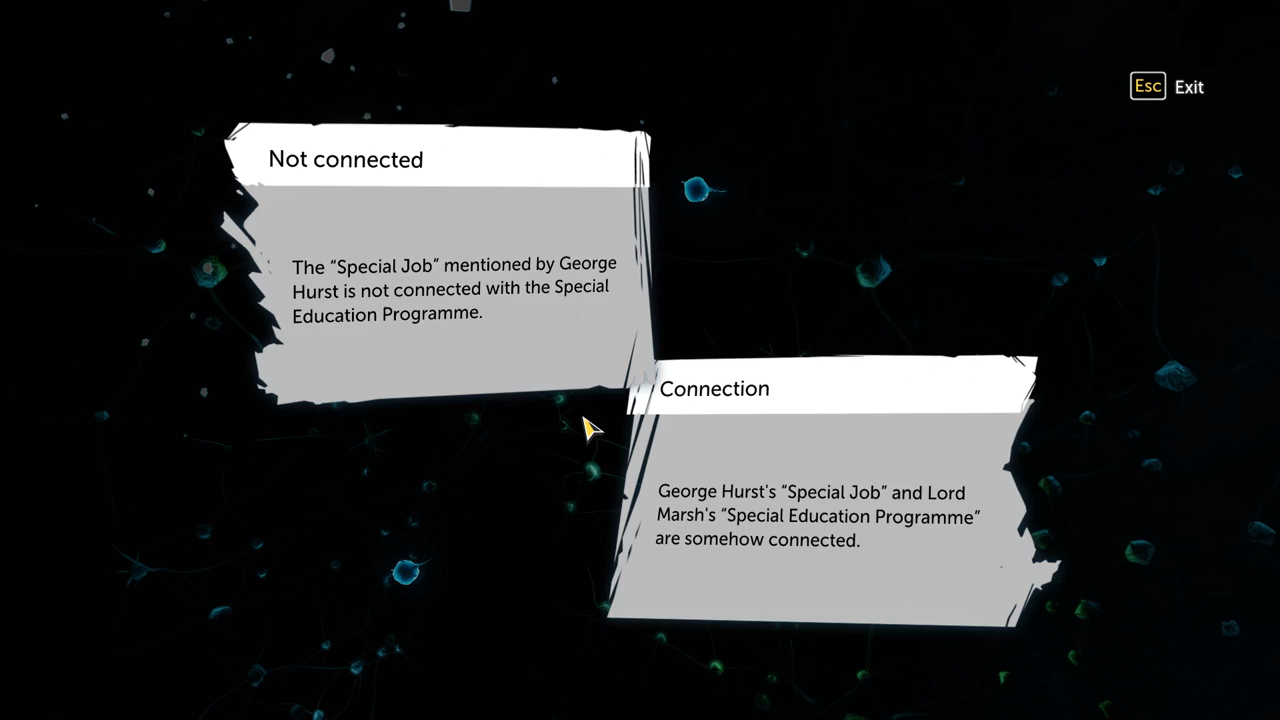 Esc Exit
Not connected
The “Special Job” mentioned by George
Hurst is not connected with the Special
Education Programme.
Connection
George Hurst's “Special Job” and Lord
Marsh's “Special Education Programme”
are somehow connected.